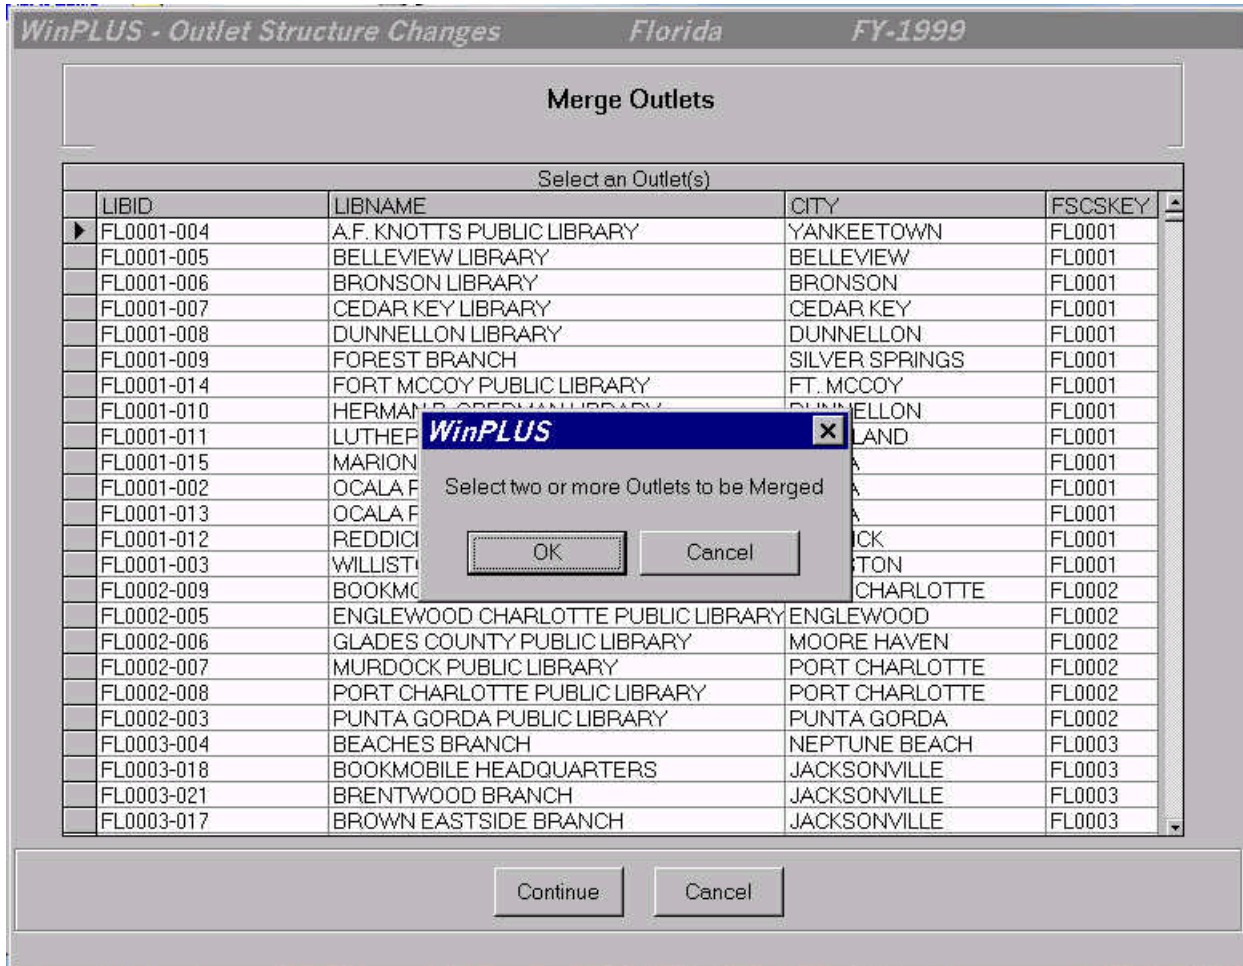 WinPLUS - Outlet Structure Changes Florida FY-1999
Merge Outlets
Select an Outlet(s)
LIBID LIBNAME CITY FSCSKEY
FL0001-004 A.F. KNOTTS PUBLIC LIBRARY YANKEETOWN FL0001
FL0001-005 BELLEVIEW LIBRARY BELLEVIEW FL0001
FL0001-006 BRONSON LIBRARY BRONSON FL0001
FL0001-007 CEDAR KEY LIBRARY CEDAR KEY FL0001
FL0001-008 DUNNELLON LIBRARY DUNNELLON FL0001
FL0001-009 FOREST BRANCH SILVER SPRINGS FL0001
FL0001-014 FORT MCCOY PUBLIC LIBRARY FT. MCCOY FL0001
FL0001-010 FL0001
FL0001-011 LUTHER LAND FL0001
FL0001-015 MARION FL0001
FL0001-002 OCALA FL0001
FL0001-013 OCALA FL0001
FL0001-012 REDDICK FL0001
FL0001-003 WILLIST TON FL0001
FL0002-009 BOOKMO CHARLOTTE FL0002
WinPLUS
Select two or more Outlets to be Merged
OK Cancel
FL0002-005 ENGLEWOOD CHARLOTTE PUBLIC LIBRARY ENGLEWOOD FL0002
FL0002-006 GLADES COUNTY PUBLIC LIBRARY MOORE HAVEN FL0002
FL0002-007 MURDOCK PUBLIC LIBRARY PORT CHARLOTTE FL0002
FL0002-008 PORT CHARLOTTE PUBLIC LIBRARY PORT CHARLOTTE FL0002
FL0002-003 PUNTA GORDA PUBLIC LIBRARY PUNTA GORDA FL0002
FL0003-004 BEACHES BRANCH NEPTUNE BEACH FL0003
FL0003-018 BOOKMOBILE HEADQUARTERS JACKSONVILLE FL0003
FL0003-021 BRENTWOOD BRANCH JACKSONVILLE FL0003
FL0003-017 BROWN EASTSIDE BRANCH JACKSONVILLE FL0003
Continue Cancel